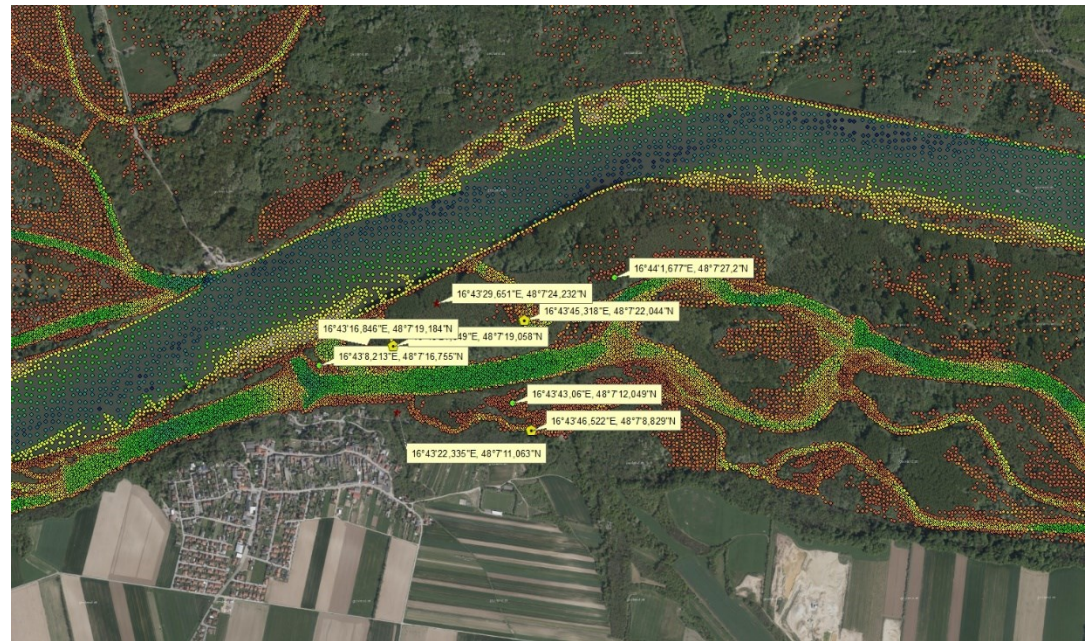 16°44'1,677"E, 48°7'27,2"N
16°43'29,651"E, 48°7'24,232"N
16°43'45,318"E, 48°7'22,044"N
16°43'16,846"E, 48°7'19,184"N
48°7'19,058"N
16°43'8,213"E, 48°7'16,755"N
16°43'43,06"E, 48°7'12,049"N
16°43'46,522"E, 48°7'8,829"N
16°43'22,335"E, 48°7'11,063"N